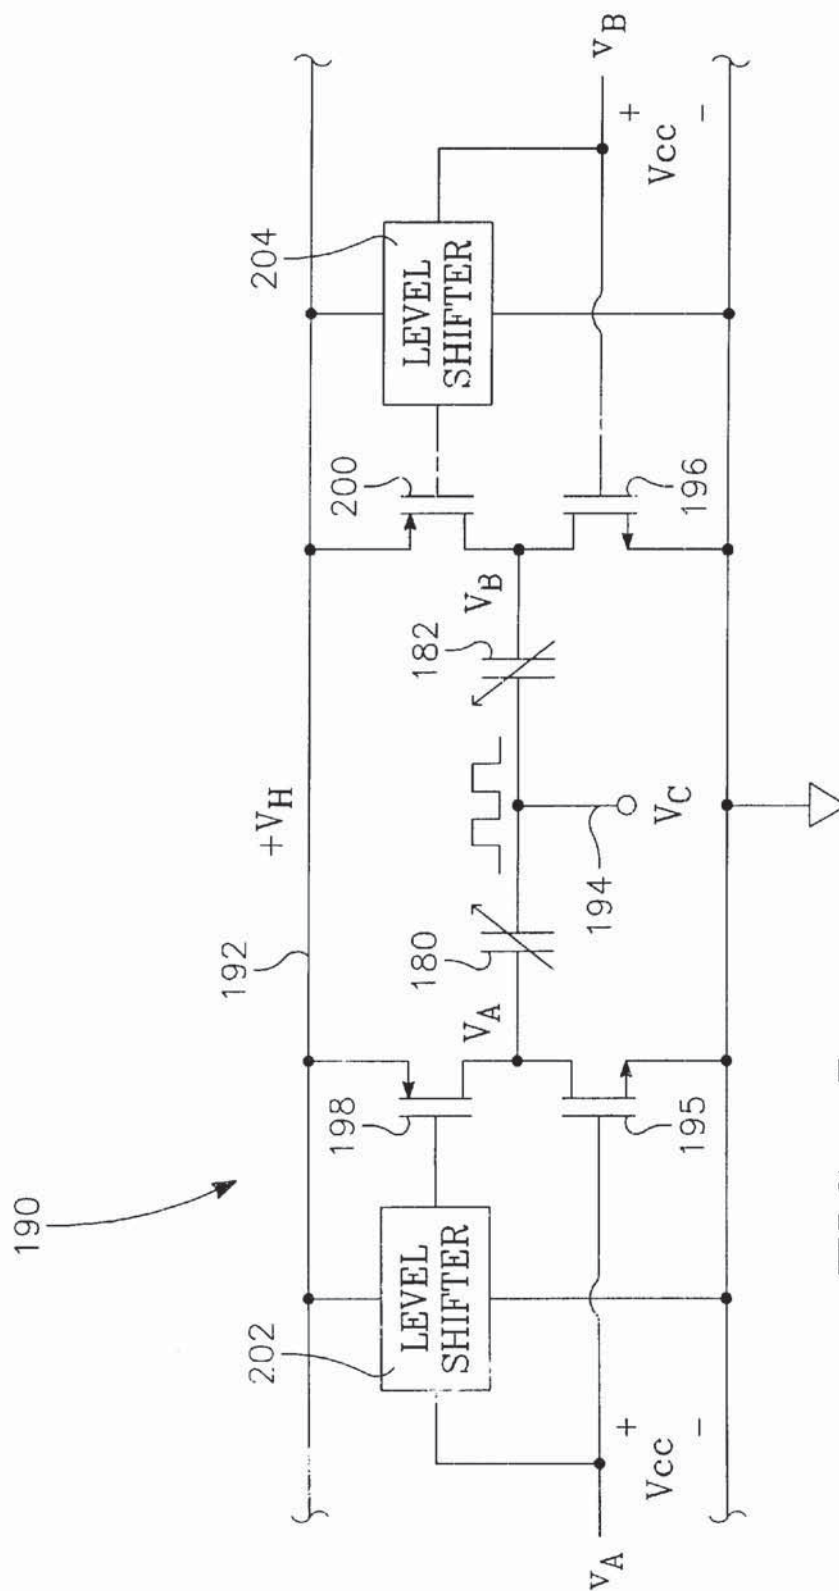 190
192
+V_H
202
LEVEL
SHIFTER
198
V_A
180
182
V_B
200
204
LEVEL
SHIFTER
194
V_C
195
196
v_A
Vcc
+
-
v_B
Vcc
+
-